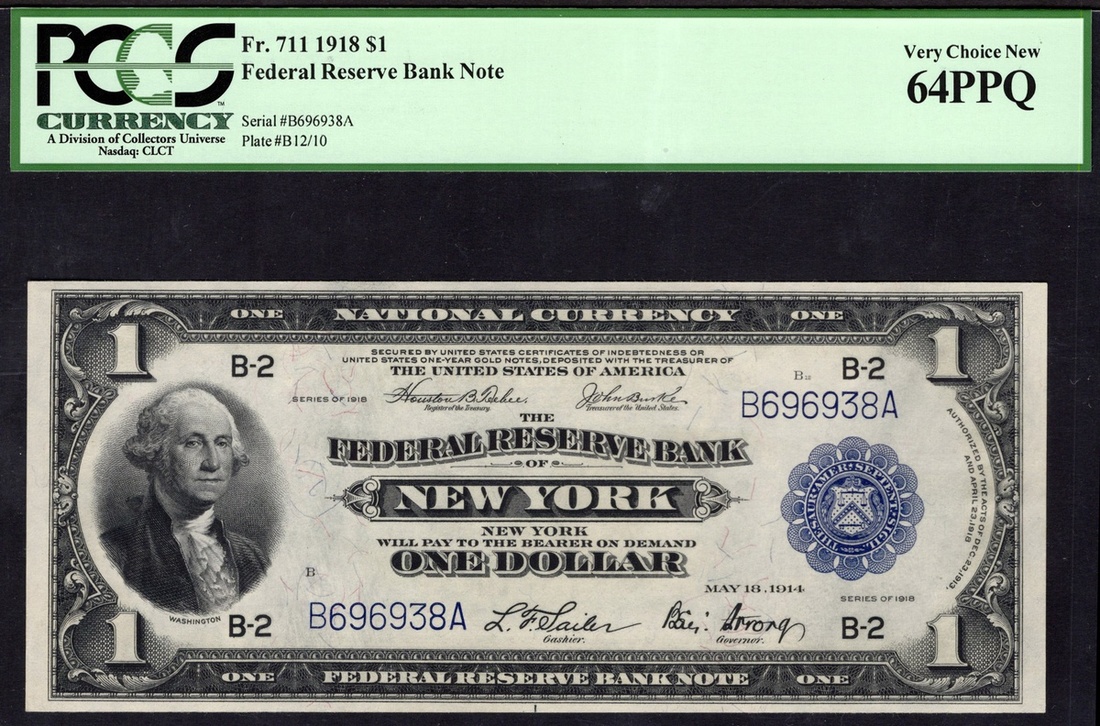 PCGS
CURRENCY
A Division of Collectors Universe
Nasdaq: CLCT
Fr. 711 1918 $1
Federal Reserve Bank Note
Serial #B696938A
Plate #B12/10
Very Choice New
64PPQ
ONE NATIONAL CURRENCY ONE
1 1
SECURED BY UNITED STATES CERTIFICATES OF INDEBTEDNESS OR
UNITED STATES ONE-YEAR GOLD NOTES, DEPOSITED WITH THE TREASURER OF
THE UNITED STATES OF AMERICA
B-2 B12 B-2
SERIES OF 1918
Houston B. Teehee John Burke
Register of the Treasury. Treasurer of the United States.
B696938A
THE
FEDERAL RESERVE BANK
OF
NEW YORK
NEW YORK
WILL PAY TO THE BEARER ON DEMAND
ONE DOLLAR
AUTHORIZED BY THE ACTS OF DEC. 23, 1913.
AND APRIL 23, 1918
THESAUR. AMER. SEPTENT. SIGIL.
B
MAY 18, 1914
SERIES OF 1918
WASHINGTON
B-2 B696938A L. F. Sailer Benj. Strong B-2
Cashier. Governor.
1 1
ONE FEDERAL RESERVE BANK NOTE ONE